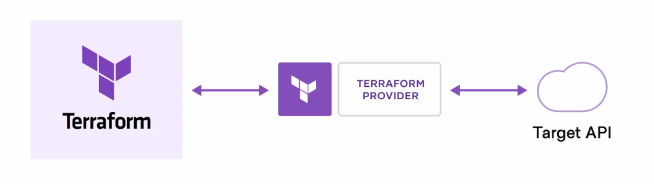 Terraform
TERRAFORM
PROVIDER
Target API